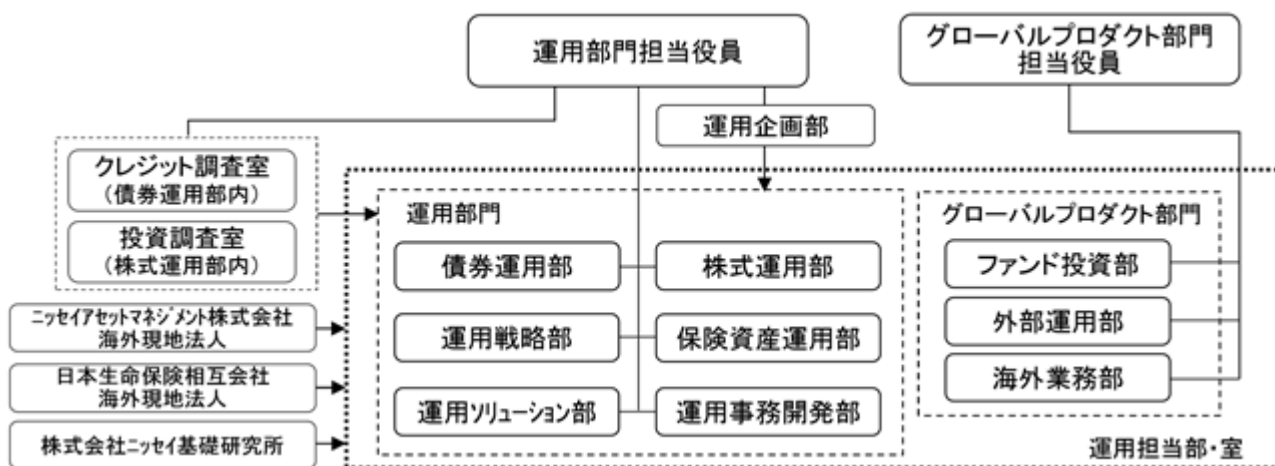 運用部門担当役員
グローバルプロダクト部門
担当役員
運用企画部
クレジット調査室
（債券運用部内）
投資調査室
（株式運用部内）
ニッセイアセットマネジメント株式会社
海外現地法人
日本生命保険相互会社
海外現地法人
株式会社ニッセイ基礎研究所
運用部門
債券運用部
株式運用部
運用戦略部
保険資産運用部
運用ソリューション部
運用事務開発部
グローバルプロダクト部門
ファンド投資部
外部運用部
海外業務部
運用担当部・室